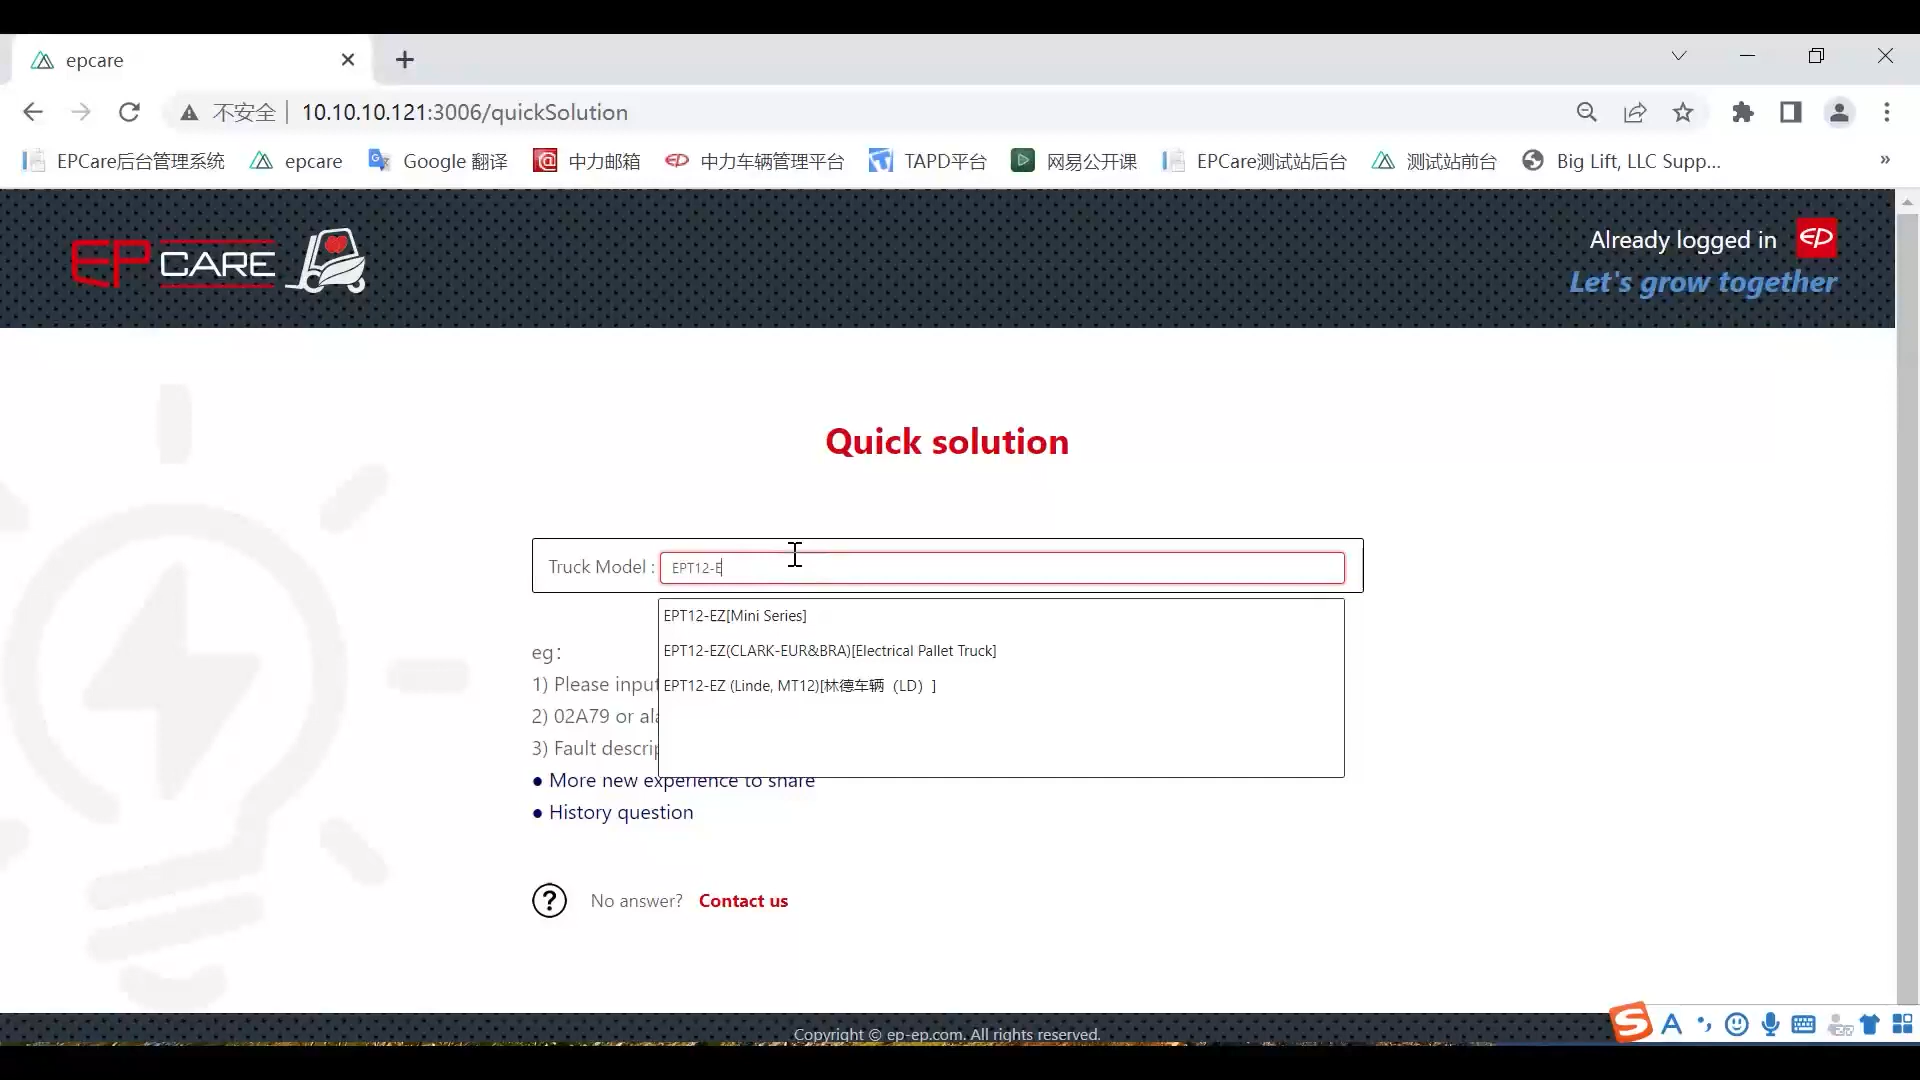 epcare
不安全 10.10.10.121:3006/quickSolution
EPCare后台管理系统 epcare Google 翻译 中力邮箱 中力车辆管理平台 TAPD平台 网易公开课 EPCare测试站后台 测试站前台 Big Lift, LLC Supp... »
EP CARE
Already logged in EP
Let's grow together
Quick solution
Truck Model : EPT12-E
EPT12-EZ[Mini Series]
EPT12-EZ(CLARK-EUR&BRA)[Electrical Pallet Truck]
EPT12-EZ (Linde, MT12)[林德车辆（LD）]
eg：
1) Please input
2) 02A79 or
3) Fault
● More new experience to share
● History question
? No answer? Contact us
Copyright © ep-ep.com. All rights reserved.